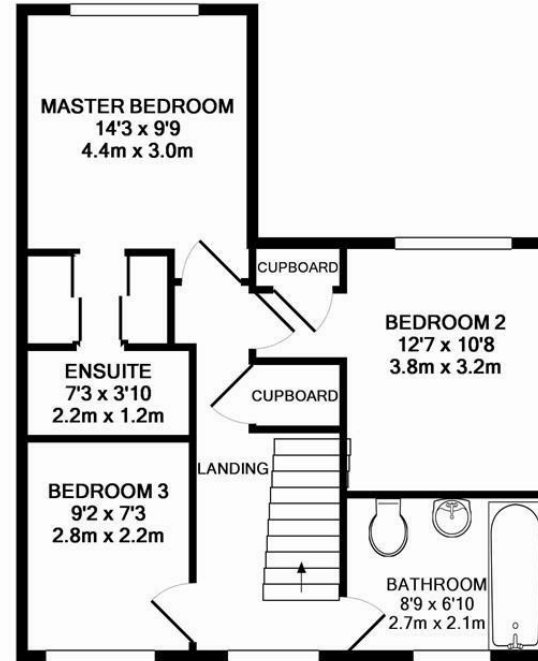 MASTER BEDROOM
14'3 x 9'9
4.4m x 3.0m
CUPBOARD
BEDROOM 2
12'7 x 10'8
3.8m x 3.2m
ENSUITE
7'3 x 3'10
2.2m x 1.2m
CUPBOARD
LANDING
BEDROOM 3
9'2 x 7'3
2.8m x 2.2m
BATHROOM
8'9 x 6'10
2.7m x 2.1m